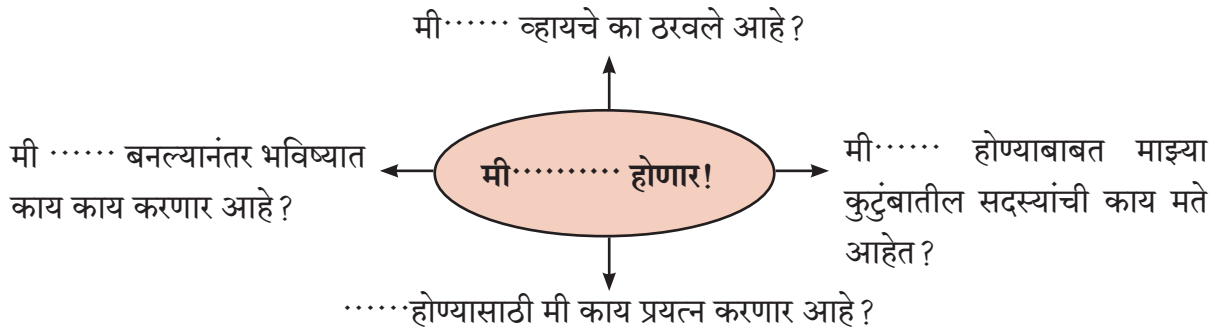 मी…… व्हायचे का ठरवले आहे?
मी …… बनल्यानंतर भविष्यात
काय काय करणार आहे?
मी………. होणार!
मी…… होण्याबाबत माझ्या
कुटुंबातील सदस्यांची काय मते
आहेत?
……होण्यासाठी मी काय प्रयत्न करणार आहे?